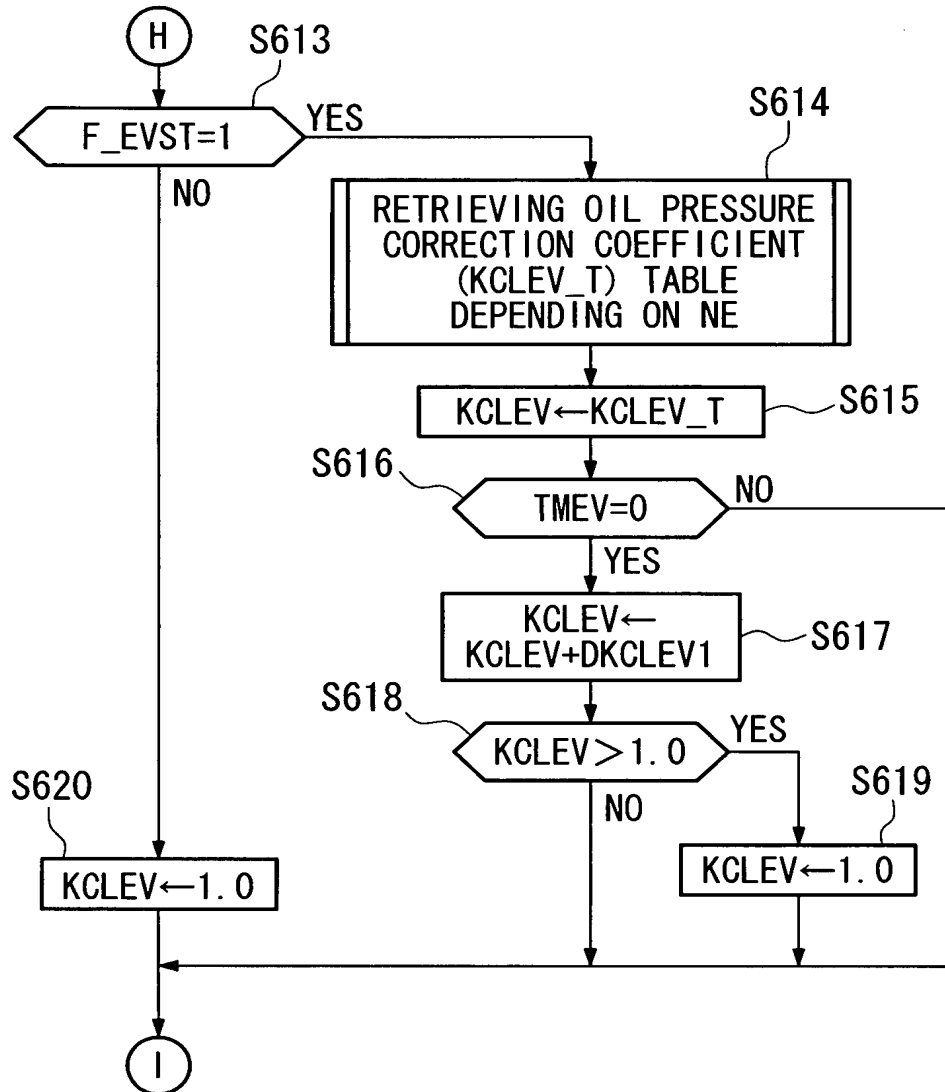 H
S613
F_EVST=1
YES
NO
S614
RETRIEVING OIL PRESSURE
CORRECTION COEFFICIENT
(KCLEV_T) TABLE
DEPENDING ON NE
KCLEV←KCLEV_T
S615
S616
TMEV=0
NO
YES
KCLEV←
KCLEV+DKCLEV1
S617
S618
KCLEV>1.0
YES
NO
S619
KCLEV←1.0
S620
KCLEV←1.0
I